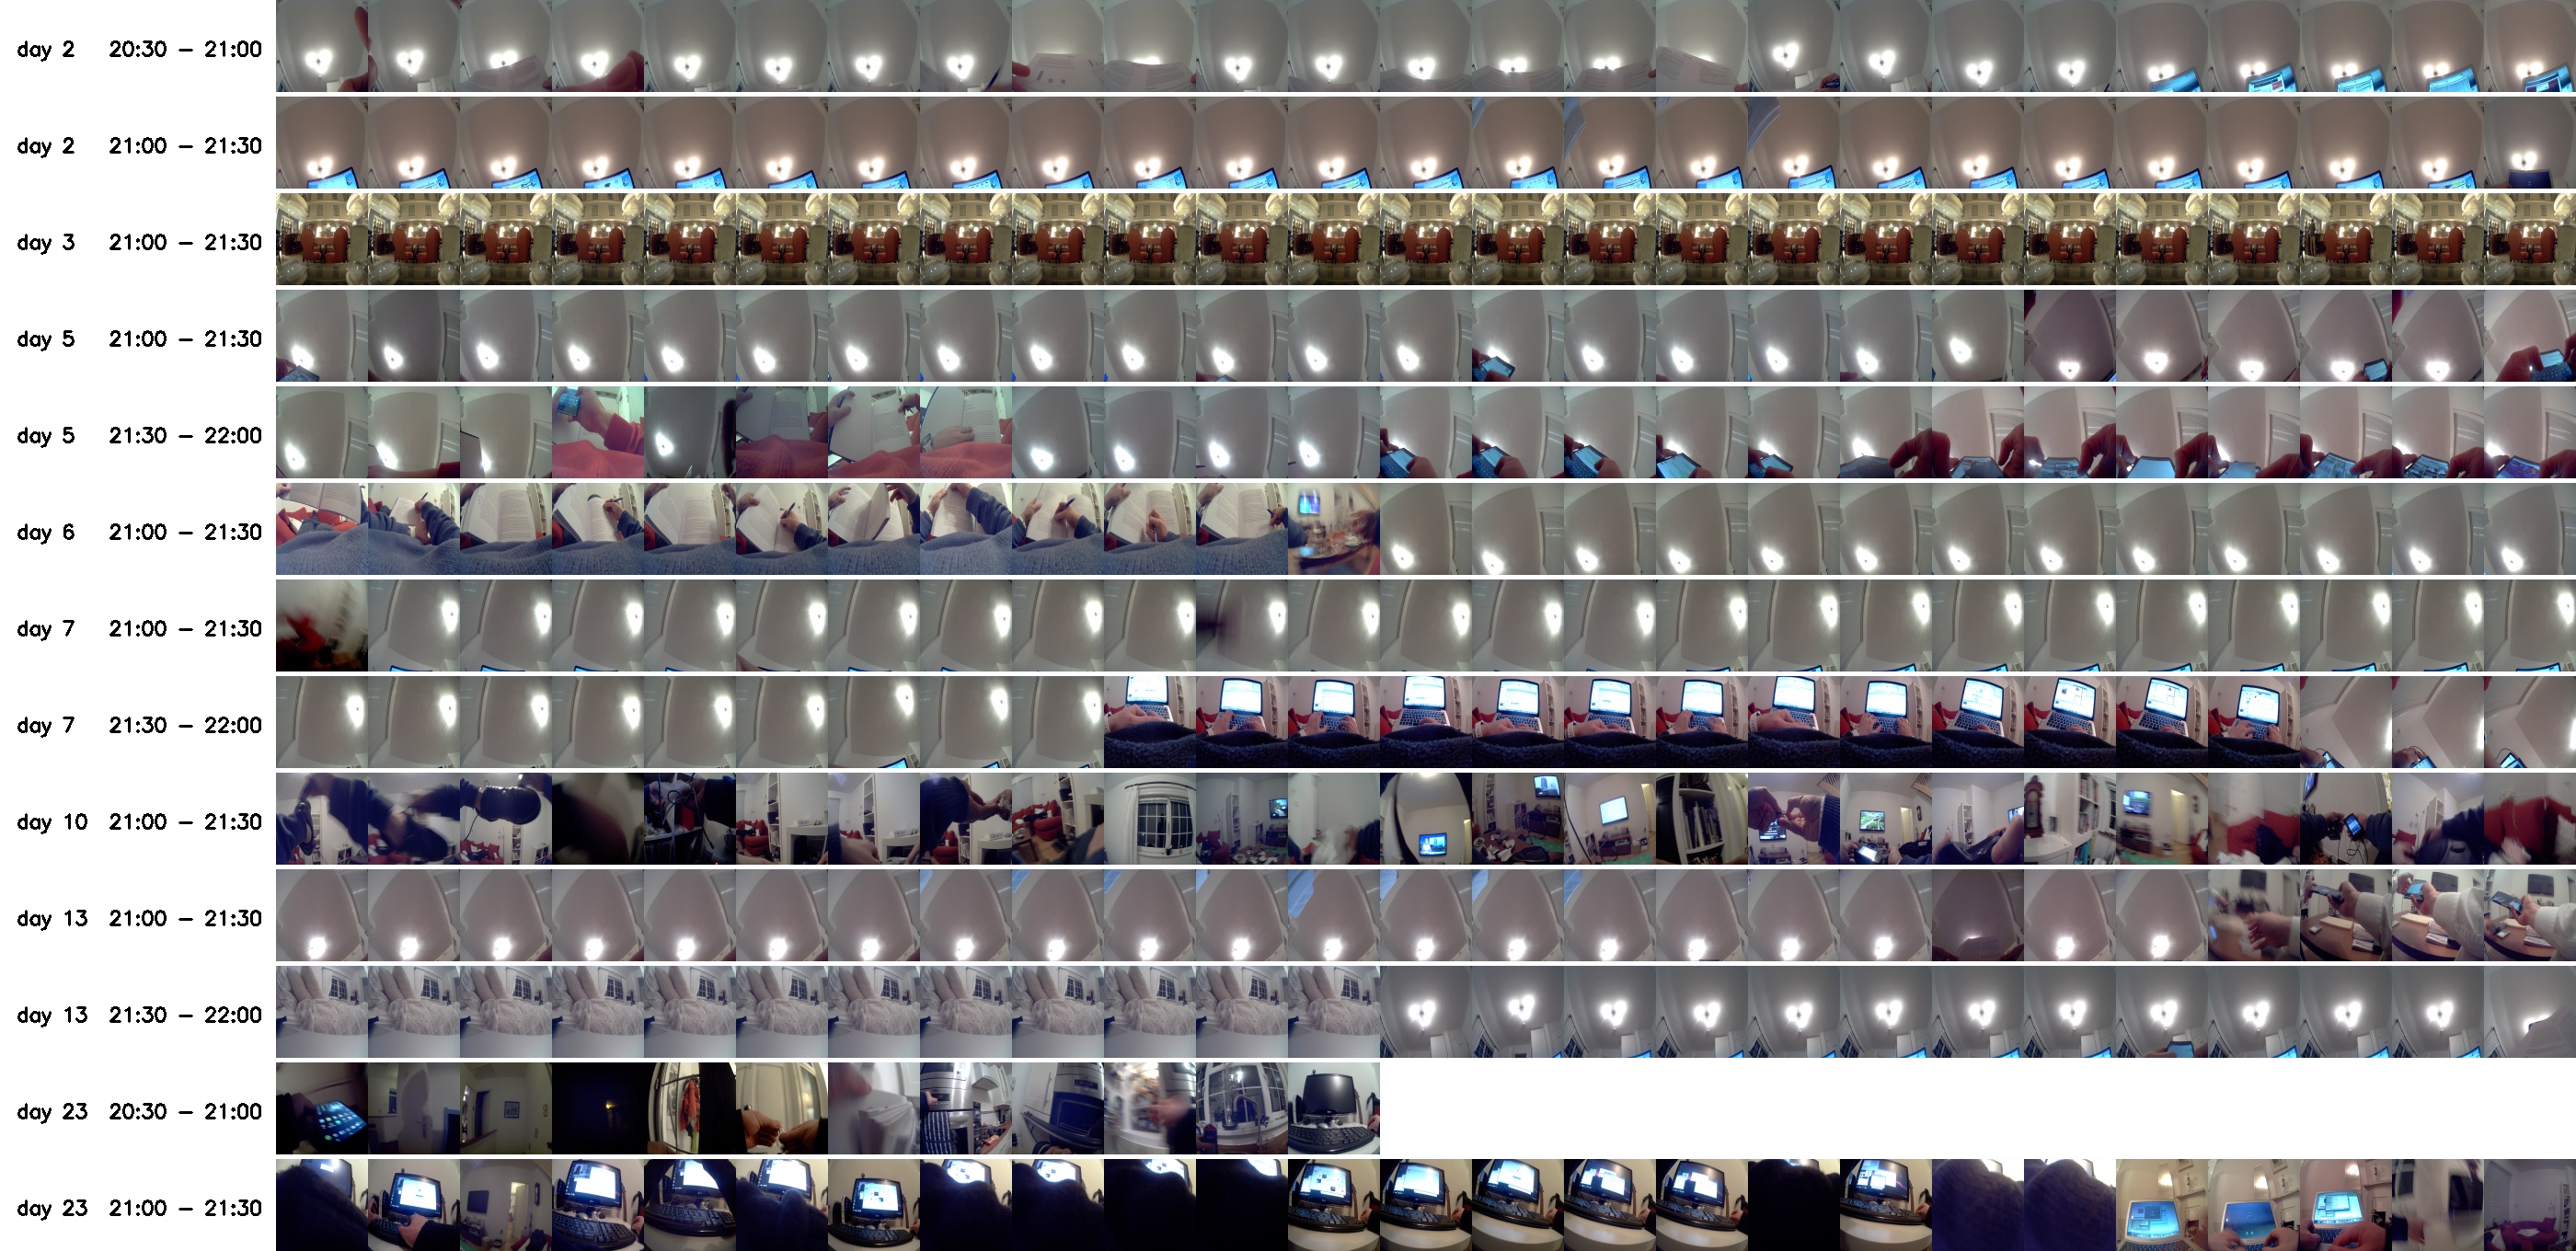 day 2 20:30 – 21:00
day 2 21:00 – 21:30
day 3 21:00 – 21:30
day 5 21:00 – 21:30
day 5 21:30 – 22:00
day 6 21:00 – 21:30
day 7 21:00 – 21:30
day 7 21:30 – 22:00
day 10 21:00 – 21:30
day 13 21:00 – 21:30
day 13 21:30 – 22:00
day 23 20:30 – 21:00
day 23 21:00 – 21:30